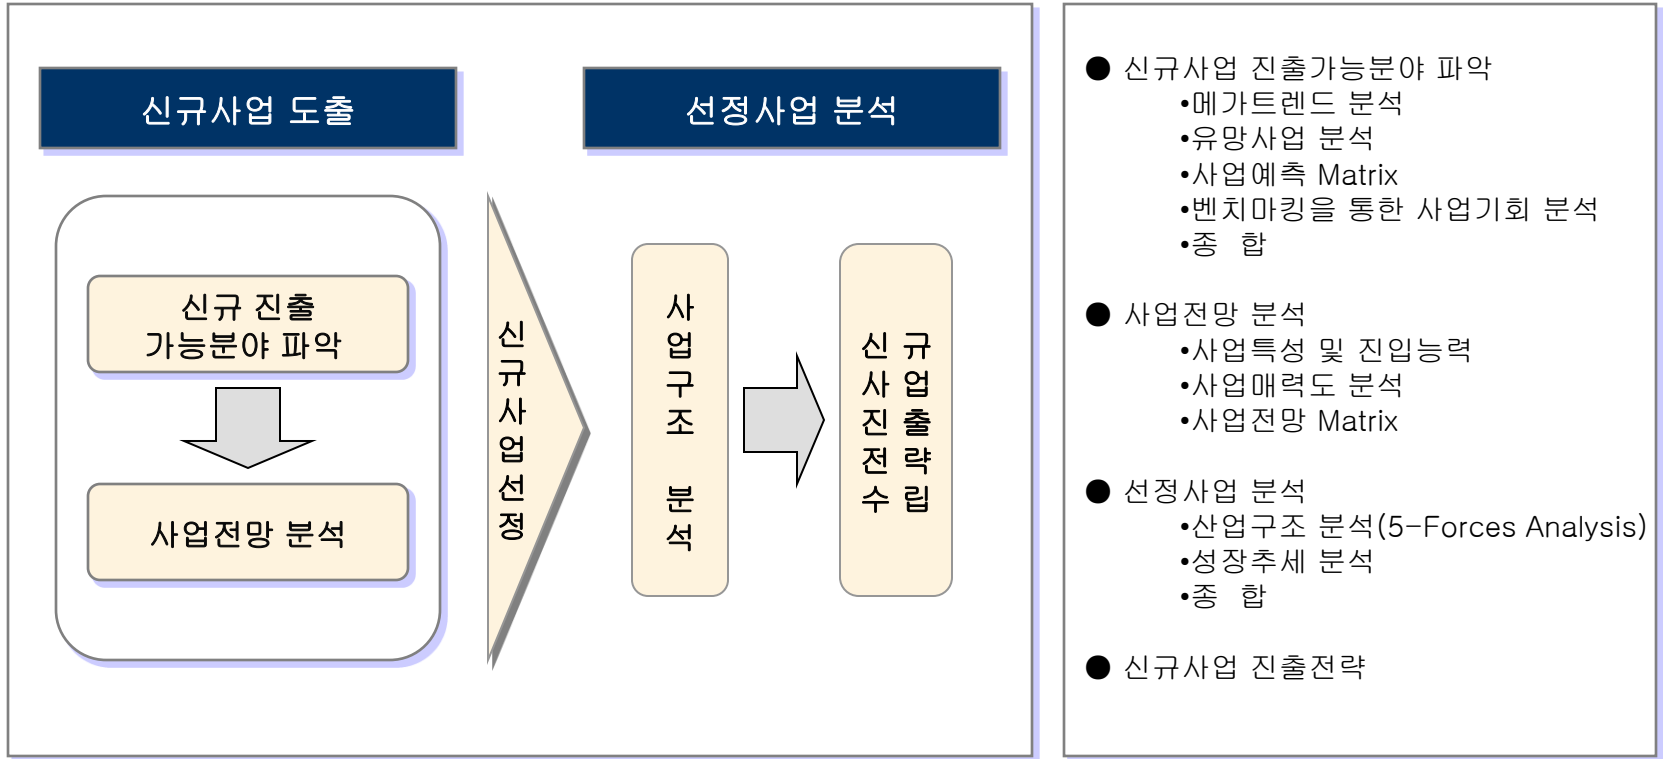 신규사업 도출
선정사업 분석
신규 진출
가능분야 파악
사업전망 분석
신규사업선정
사업구조 분석
신규
사업
진출
전략
수립
● 신규사업 진출가능분야 파악
•메가트렌드 분석
•유망사업 분석
•사업예측 Matrix
•벤치마킹을 통한 사업기회 분석
•종 합
● 사업전망 분석
•사업특성 및 진입능력
•사업매력도 분석
•사업전망 Matrix
● 선정사업 분석
•산업구조 분석(5-Forces Analysis)
•성장추세 분석
•종 합
● 신규사업 진출전략